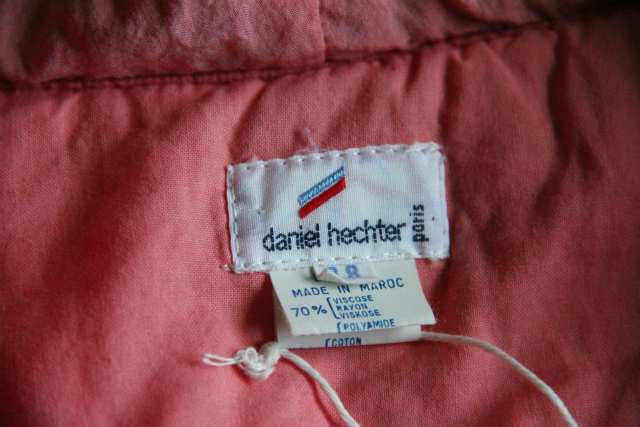 daniel hechter
paris
MADE IN MAROC
70% VISCOSE
RAYON
VISKOSE
POLYAMIDE
COTON